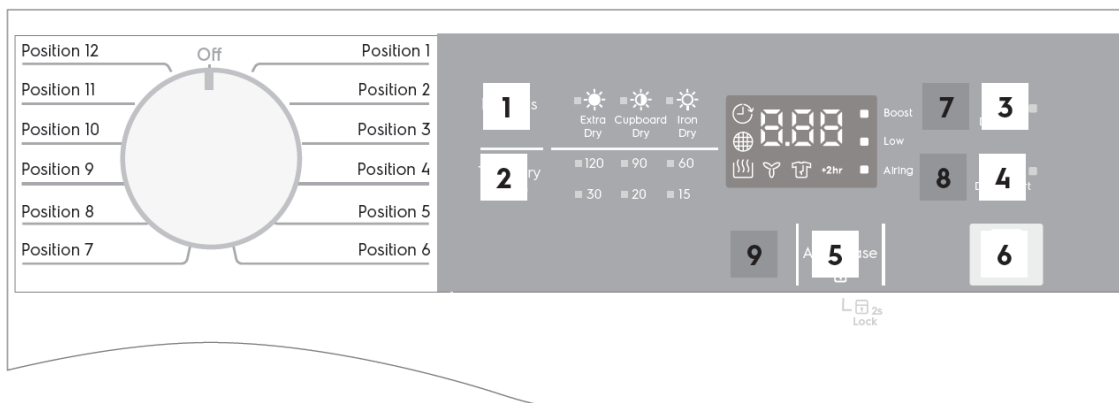 Position 12
Off
Position 1
Position 11
Position 2
Position 10
Position 3
Position 9
Position 4
Position 8
Position 5
Position 7
Position 6
1
2
Extra Dry
Cupboard Dry
Iron Dry
120 90 60
30 20 15
8.88
+2hr
Boost
Low
Airing
7
3
8
4
9
5
6
2s
Lock